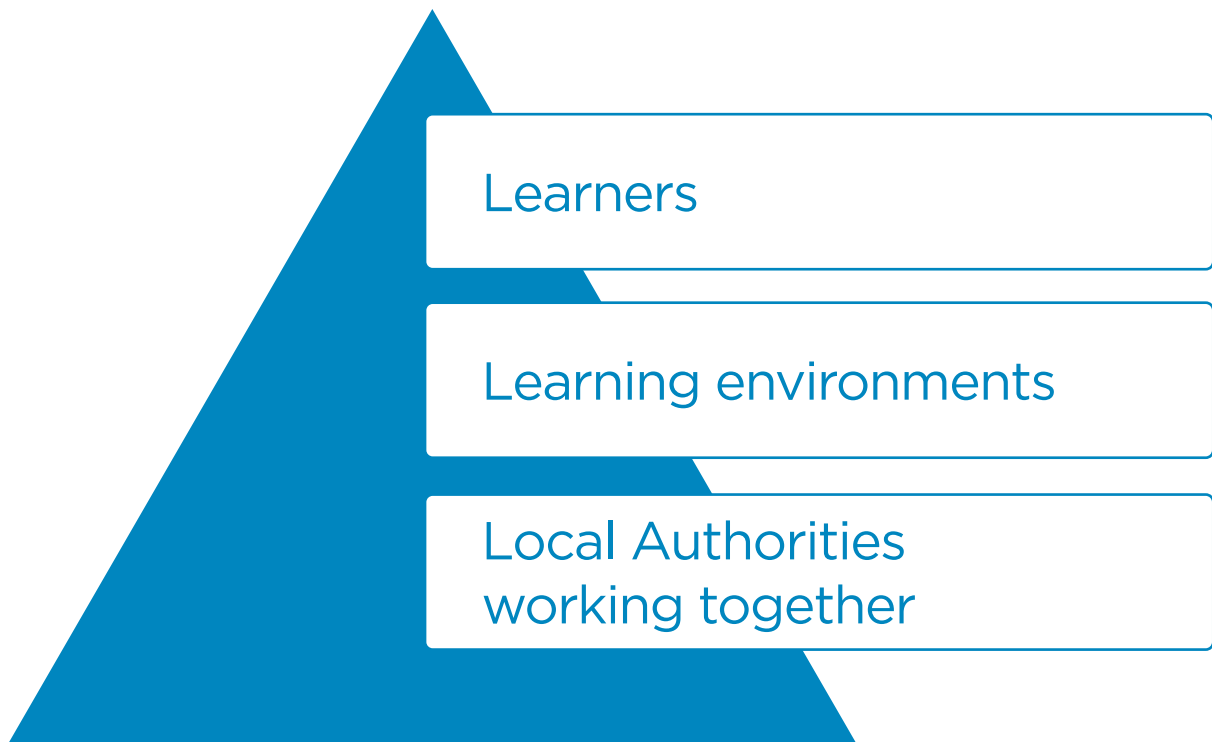 Learners
Learning environments
Local Authorities
working together